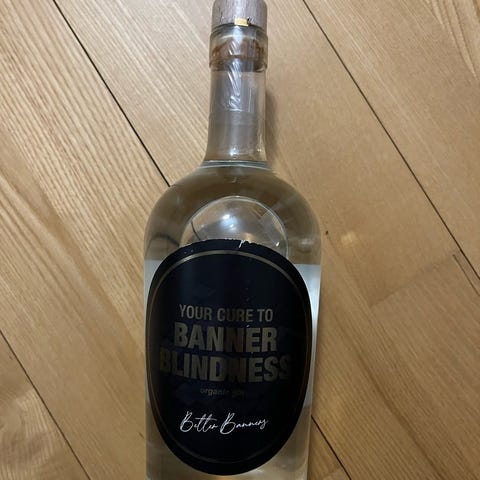 YOUR CURE TO
BANNER
BLINDNESS
organic gin
Better Banners